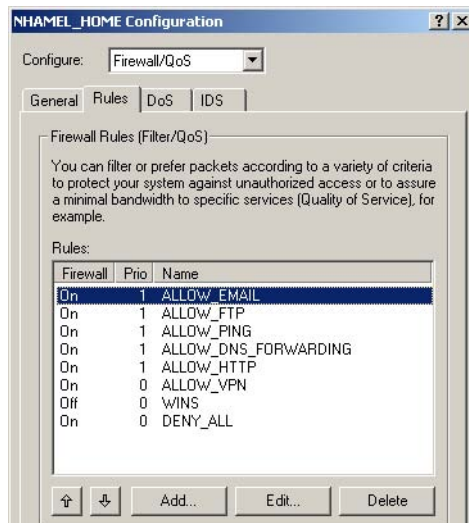 NHAMEL_HOME Configuration
Configure: Firewall/QoS
General Rules DoS IDS
Firewall Rules (Filter/QoS)
You can filter or prefer packets according to a variety of criteria
to protect your system against unauthorized access or to assure
a minimal bandwidth to specific services (Quality of Service), for
example.
Rules:
Firewall Prio Name
On 1 ALLOW_EMAIL
On 1 ALLOW_FTP
On 1 ALLOW_PING
On 1 ALLOW_DNS_FORWARDING
On 1 ALLOW_HTTP
On 0 ALLOW_VPN
Off 0 WINS
On 0 DENY_ALL
Add... Edit... Delete